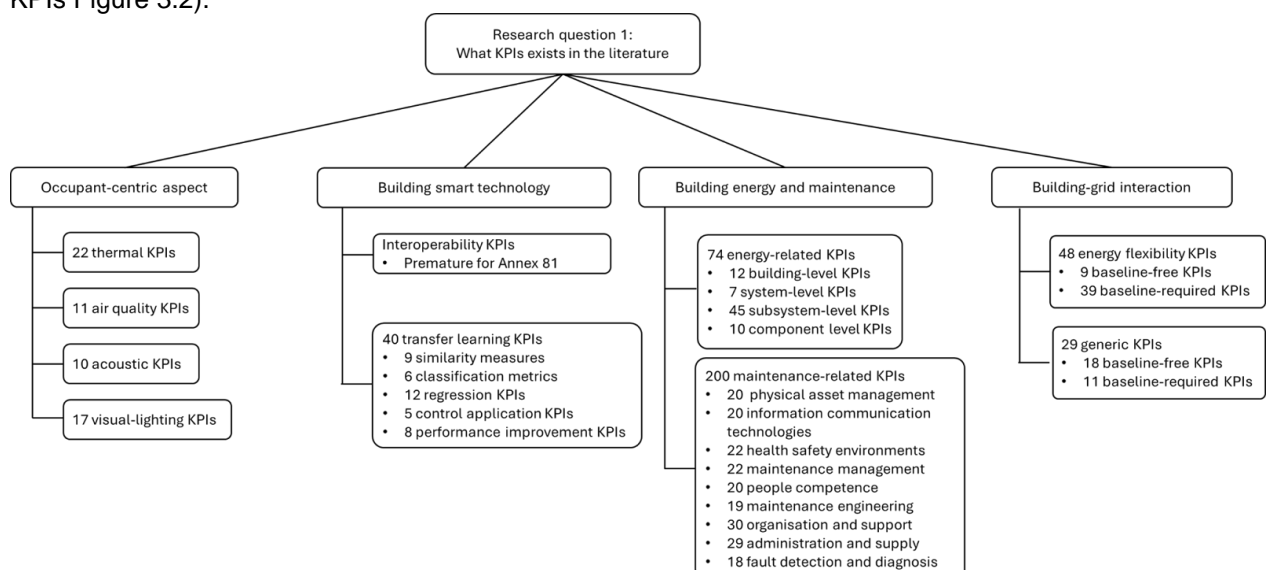 KPIs Figure 3.2).
Research question 1:
What KPIs exists in the literature
Occupant-centric aspect
22 thermal KPIs
11 air quality KPIs
10 acoustic KPIs
17 visual-lighting KPIs
Building smart technology
Interoperability KPIs
• Premature for Annex 81
40 transfer learning KPIs
• 9 similarity measures
• 6 classification metrics
• 12 regression KPIs
• 5 control application KPIs
• 8 performance improvement KPIs
Building energy and maintenance
74 energy-related KPIs
• 12 building-level KPIs
• 7 system-level KPIs
• 45 subsystem-level KPIs
• 10 component level KPIs
200 maintenance-related KPIs
• 20 physical asset management
• 20 information communication
technologies
• 22 health safety environments
• 22 maintenance management
• 20 people competence
• 19 maintenance engineering
• 30 organisation and support
• 29 administration and supply
• 18 fault detection and diagnosis
Building-grid interaction
48 energy flexibility KPIs
• 9 baseline-free KPIs
• 39 baseline-required KPIs
29 generic KPIs
• 18 baseline-free KPIs
• 11 baseline-required KPIs